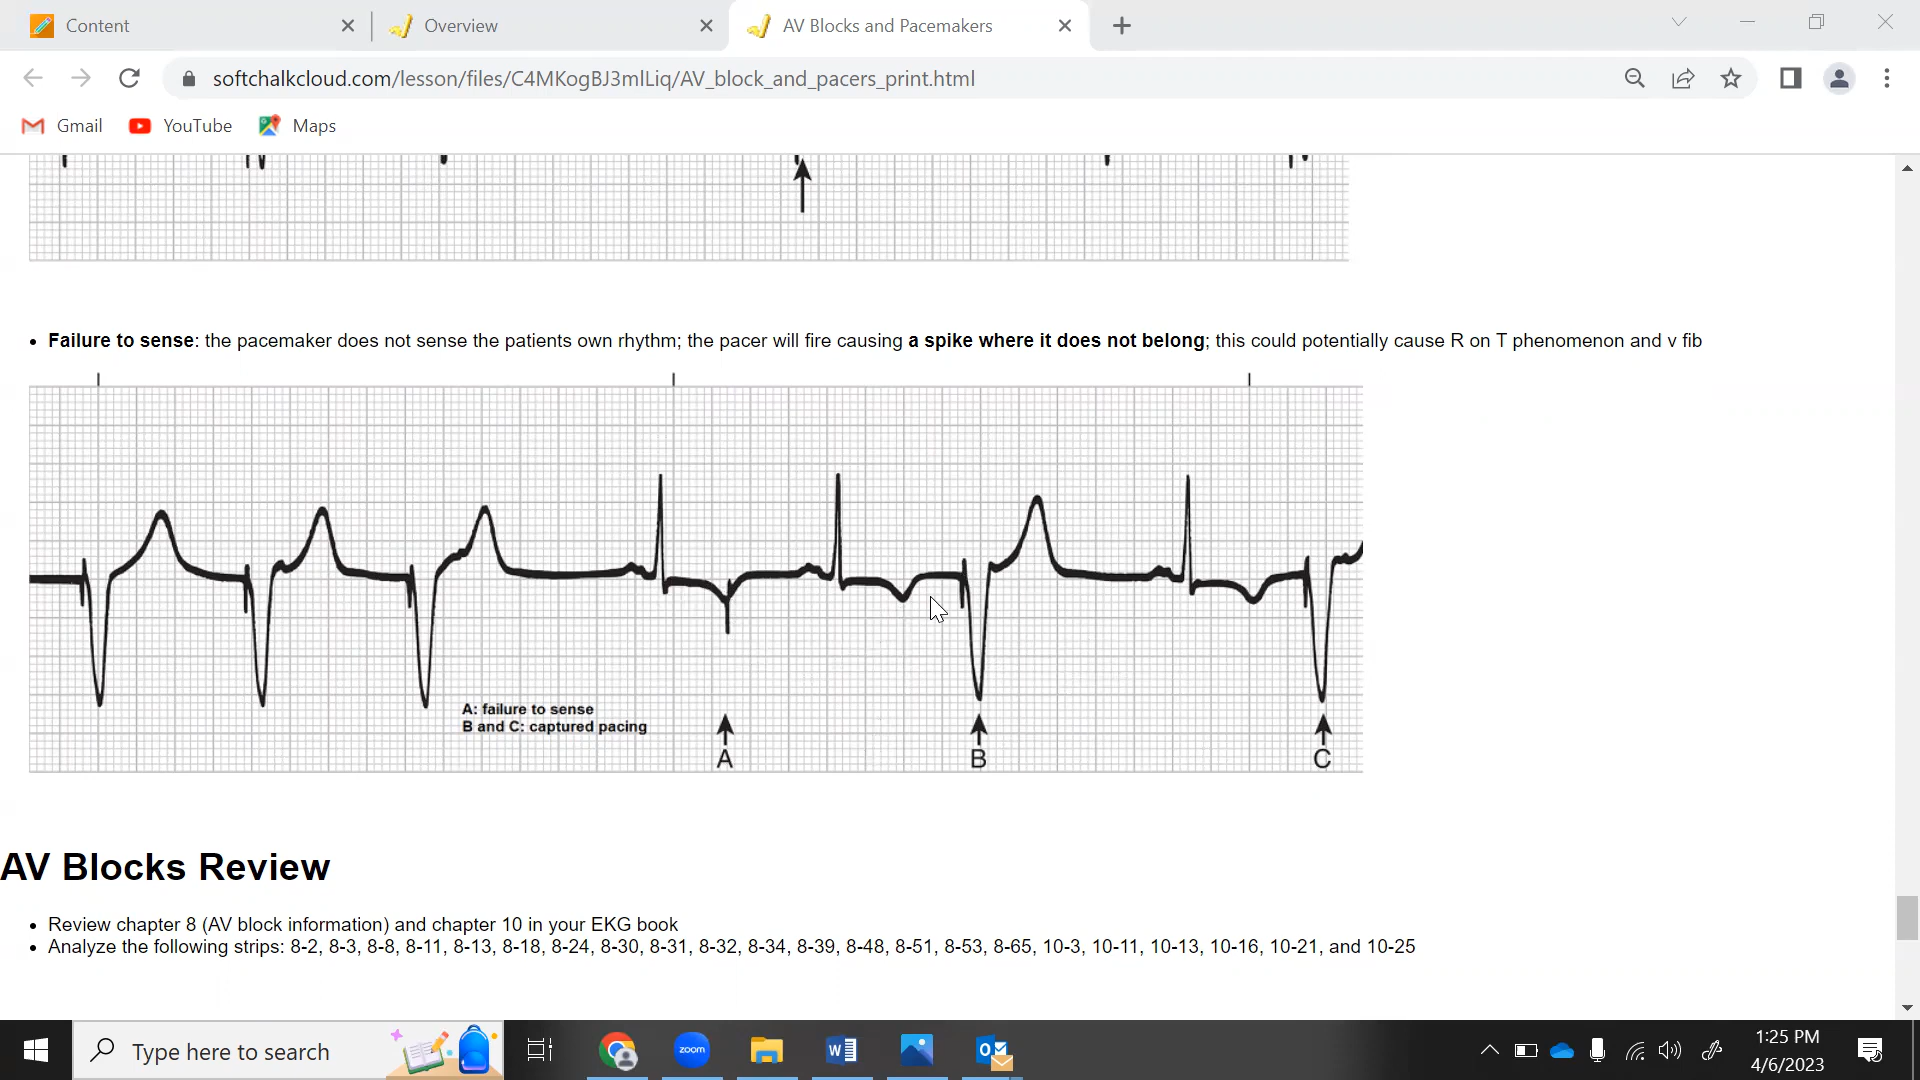 Content
Overview
AV Blocks and Pacemakers
softchalkcloud.com/lesson/files/C4MKogBJ3mlLiq/AV_block_and_pacers_print.html
Gmail
YouTube
Maps
• Failure to sense: the pacemaker does not sense the patients own rhythm; the pacer will fire causing a spike where it does not belong; this could potentially cause R on T phenomenon and v fib
A: failure to sense
B and C: captured pacing
A
B
C
AV Blocks Review
• Review chapter 8 (AV block information) and chapter 10 in your EKG book
• Analyze the following strips: 8-2, 8-3, 8-8, 8-11, 8-13, 8-18, 8-24, 8-30, 8-31, 8-32, 8-34, 8-39, 8-48, 8-51, 8-53, 8-65, 10-3, 10-11, 10-13, 10-16, 10-21, and 10-25
Type here to search
zoom
W
1:25 PM
4/6/2023